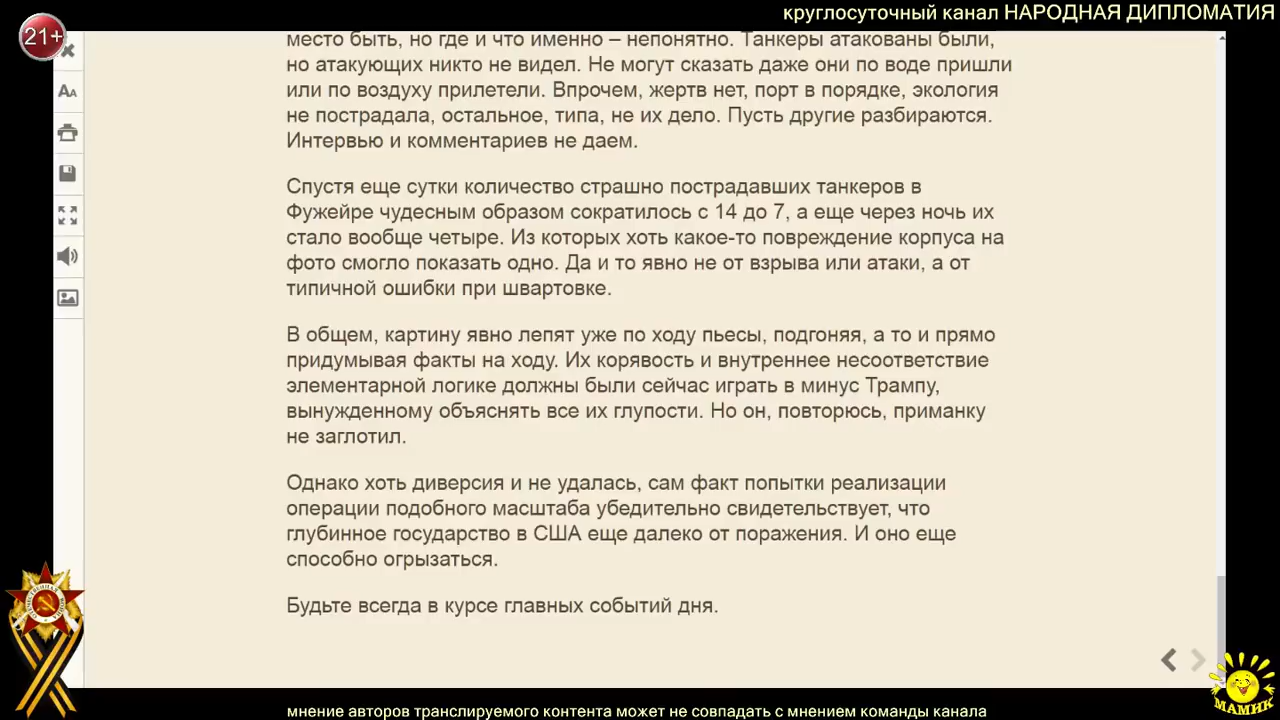 круглосуточный канал НАРОДНАЯ ДИПЛОМАТИЯ
21+
место быть, но где и что именно – непонятно. Танкеры атакованы были,
но атакующих никто не видел. Не могут сказать даже они по воде пришли
или по воздуху прилетели. Впрочем, жертв нет, порт в порядке, экология
не пострадала, остальное, типа, не их дело. Пусть другие разбираются.
Интервью и комментариев не даем.
Спустя еще сутки количество страшно пострадавших танкеров в
Фужейре чудесным образом сократилось с 14 до 7, а еще через ночь их
стало вообще четыре. Из которых хоть какое-то повреждение корпуса на
фото смогло показать одно. Да и то явно не от взрыва или атаки, а от
типичной ошибки при швартовке.
В общем, картину явно лепят уже по ходу пьесы, подгоняя, а то и прямо
придумывая факты на ходу. Их корявость и внутреннее несоответствие
элементарной логике должны были сейчас играть в минус Трампу,
вынужденному объяснять все их глупости. Но он, повторюсь, приманку
не заглотил.
Однако хоть диверсия и не удалась, сам факт попытки реализации
операции подобного масштаба убедительно свидетельствует, что
глубинное государство в США еще далеко от поражения. И оно еще
способно огрызаться.
Будьте всегда в курсе главных событий дня.
МАМИК
мнение авторов транслируемого контента может не совпадать с мнением команды канала